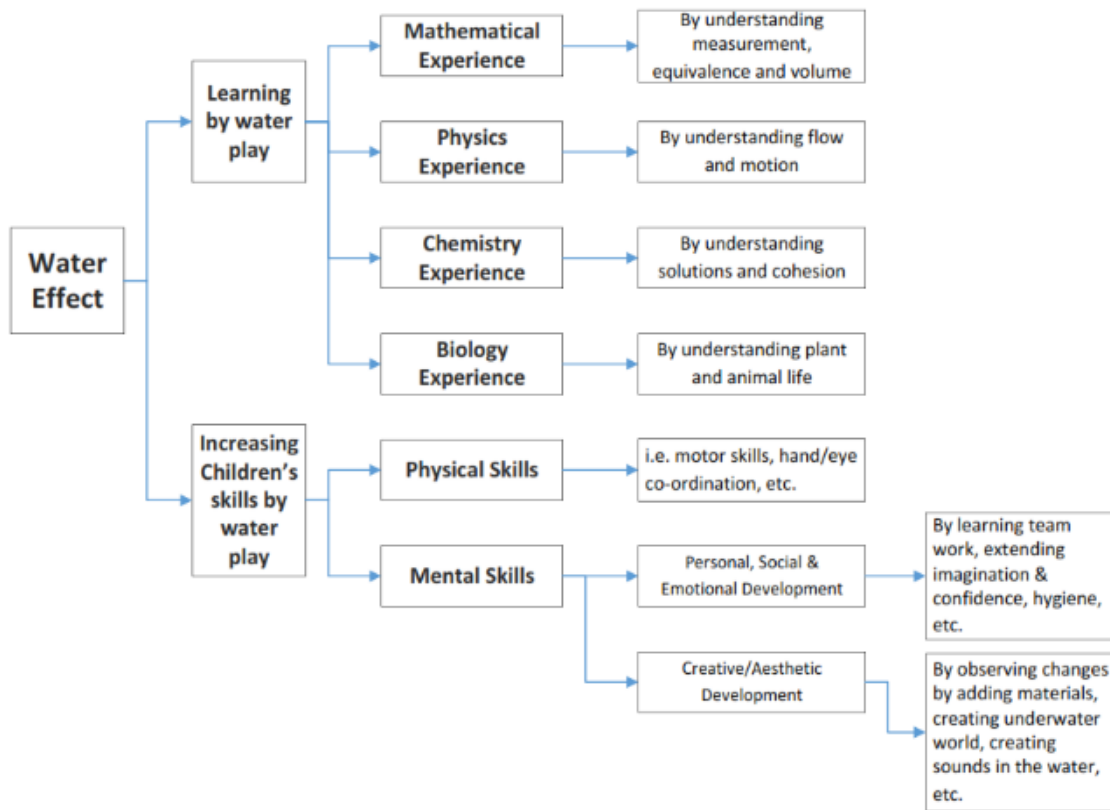 Mathematical
Experience
By understanding
measurement,
equivalence and volume
Learning
by water
play
Physics
Experience
By understanding flow
and motion
Water
Effect
Chemistry
Experience
By understanding
solutions and cohesion
Biology
Experience
By understanding plant
and animal life
Increasing
Children's
skills by
water
play
Physical Skills
i.e. motor skills, hand/eye
co-ordination, etc.
Mental Skills
Personal, Social &
Emotional Development
By learning team
work, extending
imagination &
confidence, hygiene,
etc.
Creative/Aesthetic
Development
By observing changes
by adding materials,
creating underwater
world, creating
sounds in the water,
etc.